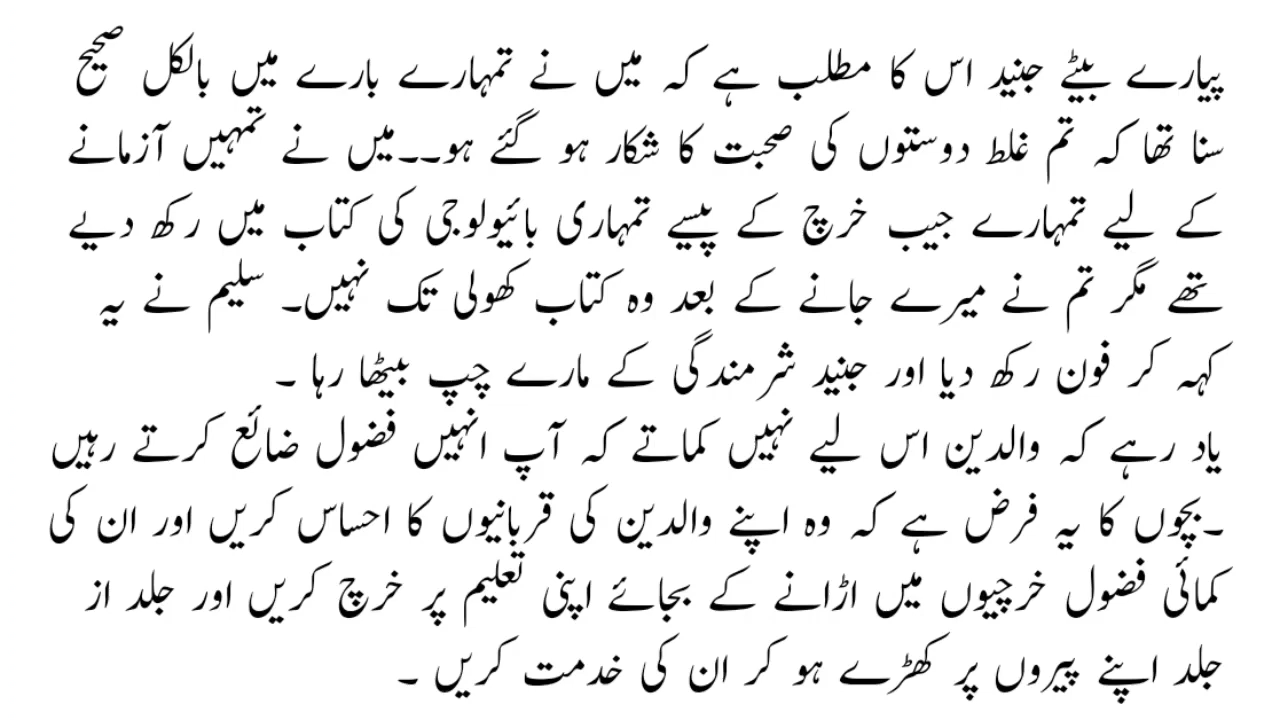 پیارے بیٹے جنید اس کا مطلب ہے کہ میں نے تمہارے بارے میں بالکل صحیح
سنا تھا کہ تم غلط دوستوں کی صحبت کا شکار ہو گئے ہو۔۔میں نے تمہیں آزمانے
کے لیے تمہارے جیب خرچ کے پیسے تمہاری بائیولوجی کی کتاب میں رکھ دیے
تھے مگر تم نے میرے جانے کے بعد وہ کتاب کھولی تک نہیں۔ سلیم نے یہ
کہہ کر فون رکھ دیا اور جنید شرمندگی کے مارے چپ بیٹھا رہا ۔
یاد رہے کہ والدین اس لیے نہیں کماتے کہ آپ انہیں فضول ضائع کرتے رہیں
۔بچوں کا یہ فرض ہے کہ وہ اپنے والدین کی قربانیوں کا احساس کریں اور ان کی
کمائی فضول خرچیوں میں اڑانے کے بجائے اپنی تعلیم پر خرچ کریں اور جلد از
جلد اپنے پیروں پر کھڑے ہو کر ان کی خدمت کریں ۔